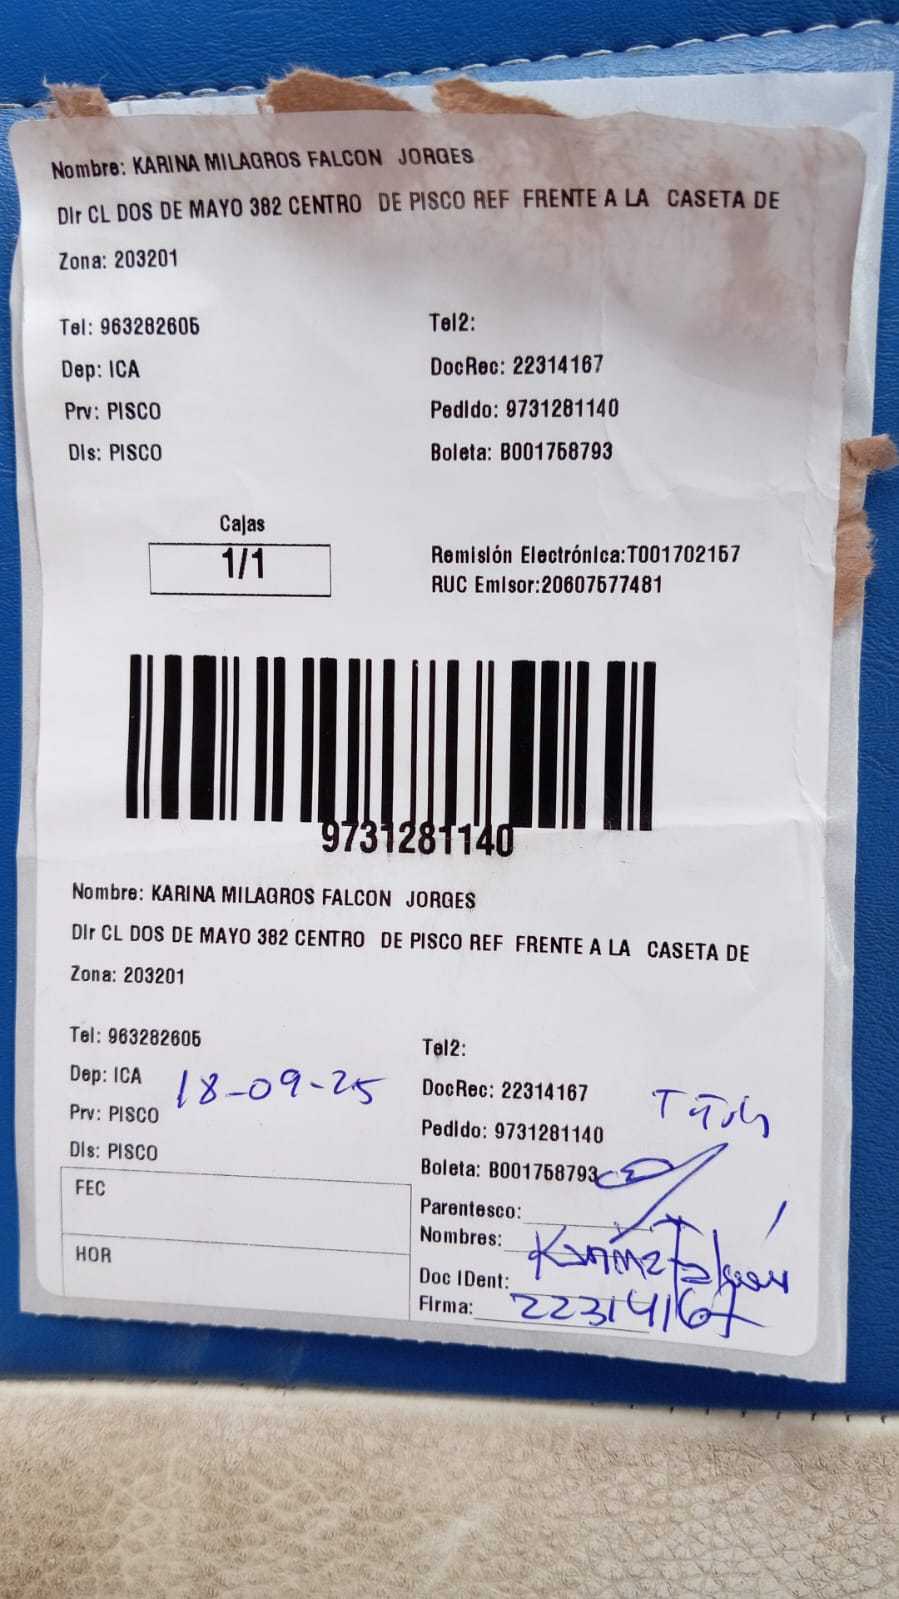 Nombre: KARINA MILAGROS FALCON JORGES
Dir CL DOS DE MAYO 382 CENTRO DE PISCO REF FRENTE A LA CASETA DE
Zona: 203201
Tel: 963282605
Tel2:
Dep: ICA
DocRec: 22314167
Prv: PISCO
Pedido: 9731281140
Dis: PISCO
Boleta: B001758793
Cajas
1/1
Remisión Electrónica:T001702157
RUC Emisor:20607577481
9731281140
Nombre: KARINA MILAGROS FALCON JORGES
Dir CL DOS DE MAYO 382 CENTRO DE PISCO REF FRENTE A LA CASETA DE
Zona: 203201
Tel: 963282605
Tel2:
Dep: ICA
18-09-25
DocRec: 22314167
Prv: PISCO
Pedido: 9731281140
Dis: PISCO
Boleta: B001758793
FEC
Parentesco:
Nombres: Karina Falcón
HOR
Doc IDent:
Firma: 22314167